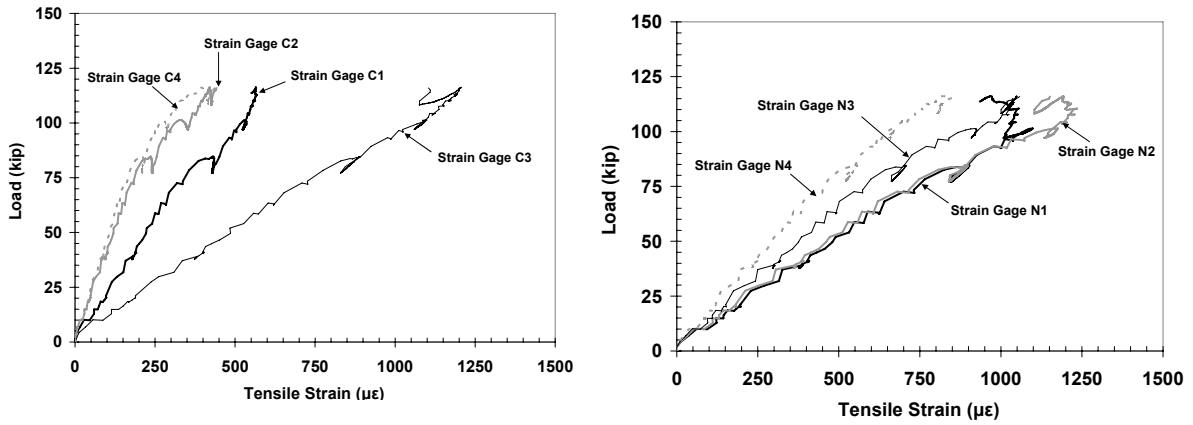 150
125
100
75
50
25
0
Load (kip)
Strain Gage C2
Strain Gage C4
Strain Gage C1
Strain Gage C3
0 250 500 750 1000 1250 1500
Tensile Strain (µε)
150
125
100
75
50
25
0
Load (kip)
Strain Gage N3
Strain Gage N4
Strain Gage N2
Strain Gage N1
0 250 500 750 1000 1250 1500
Tensile Strain (µε)